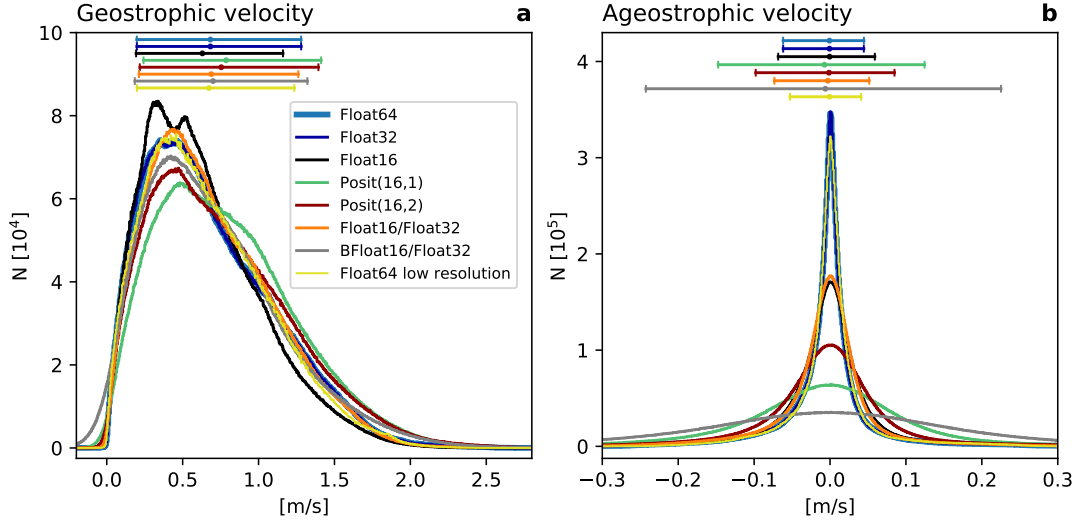 Geostrophic velocity
a
10
8
6
4
2
0
N [10⁴]
0.0 0.5 1.0 1.5 2.0 2.5
[m/s]
Float64
Float32
Float16
Posit(16,1)
Posit(16,2)
Float16/Float32
BFloat16/Float32
Float64 low resolution
Ageostrophic velocity
b
4
3
2
1
0
N [10⁵]
−0.3 −0.2 −0.1 0.0 0.1 0.2 0.3
[m/s]